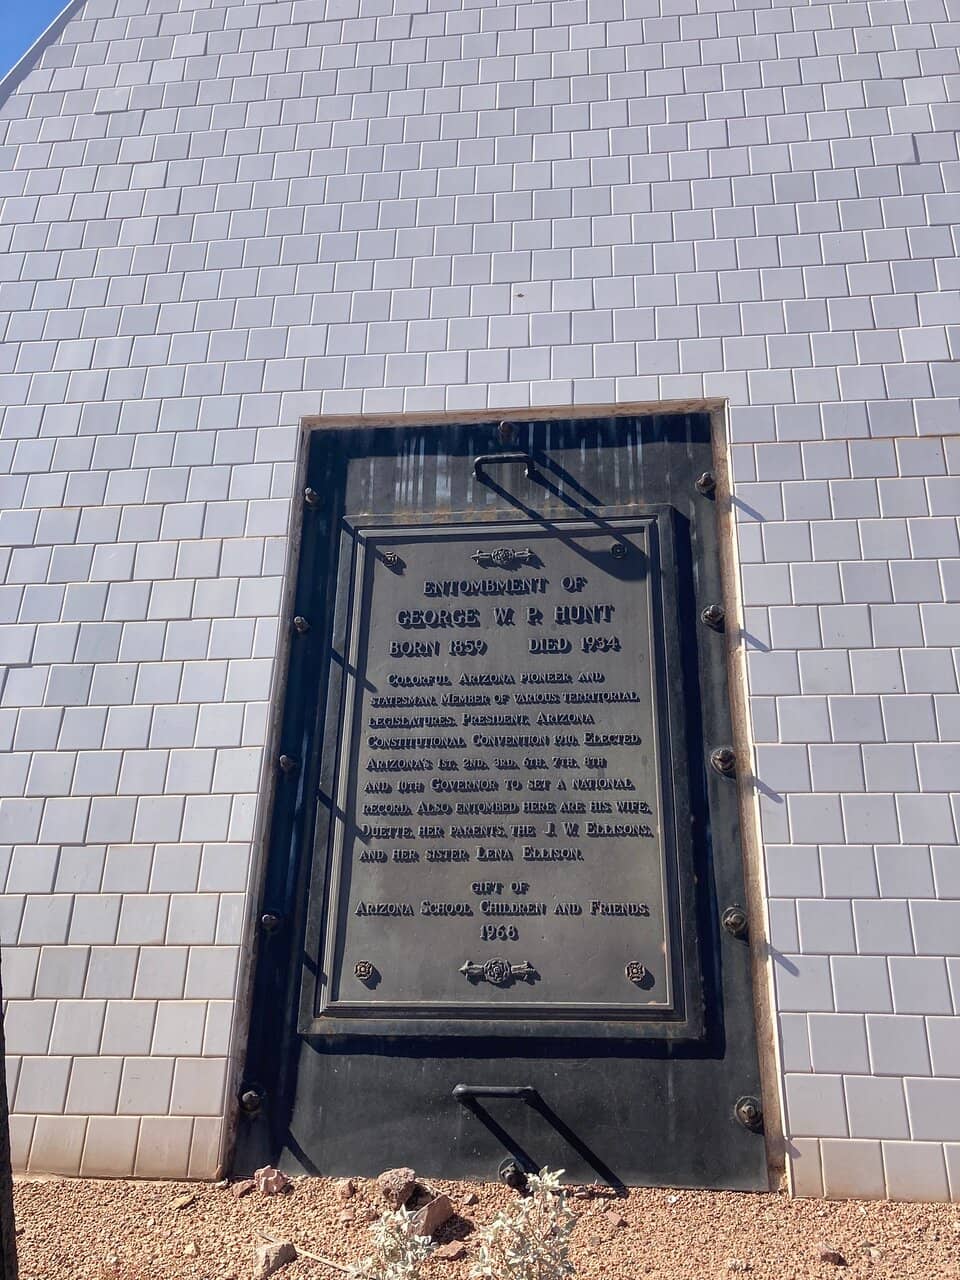 ENTOMBMENT OF
GEORGE W. P. HUNT
BORN 1859 DIED 1934
COLORFUL ARIZONA PIONEER AND
STATESMAN. MEMBER OF VARIOUS TERRITORIAL
LEGISLATURES. PRESIDENT, ARIZONA
CONSTITUTIONAL CONVENTION 1910. ELECTED
ARIZONA'S 1ST, 2ND, 3RD, 6TH, 7TH, 8TH
AND 10TH GOVERNOR TO SET A NATIONAL
RECORD. ALSO ENTOMBED HERE ARE HIS WIFE,
DUETTE, HER PARENTS, THE J. W. ELLISONS,
AND HER SISTER LENA ELLISON.
GIFT OF
ARIZONA SCHOOL CHILDREN AND FRIENDS
1968